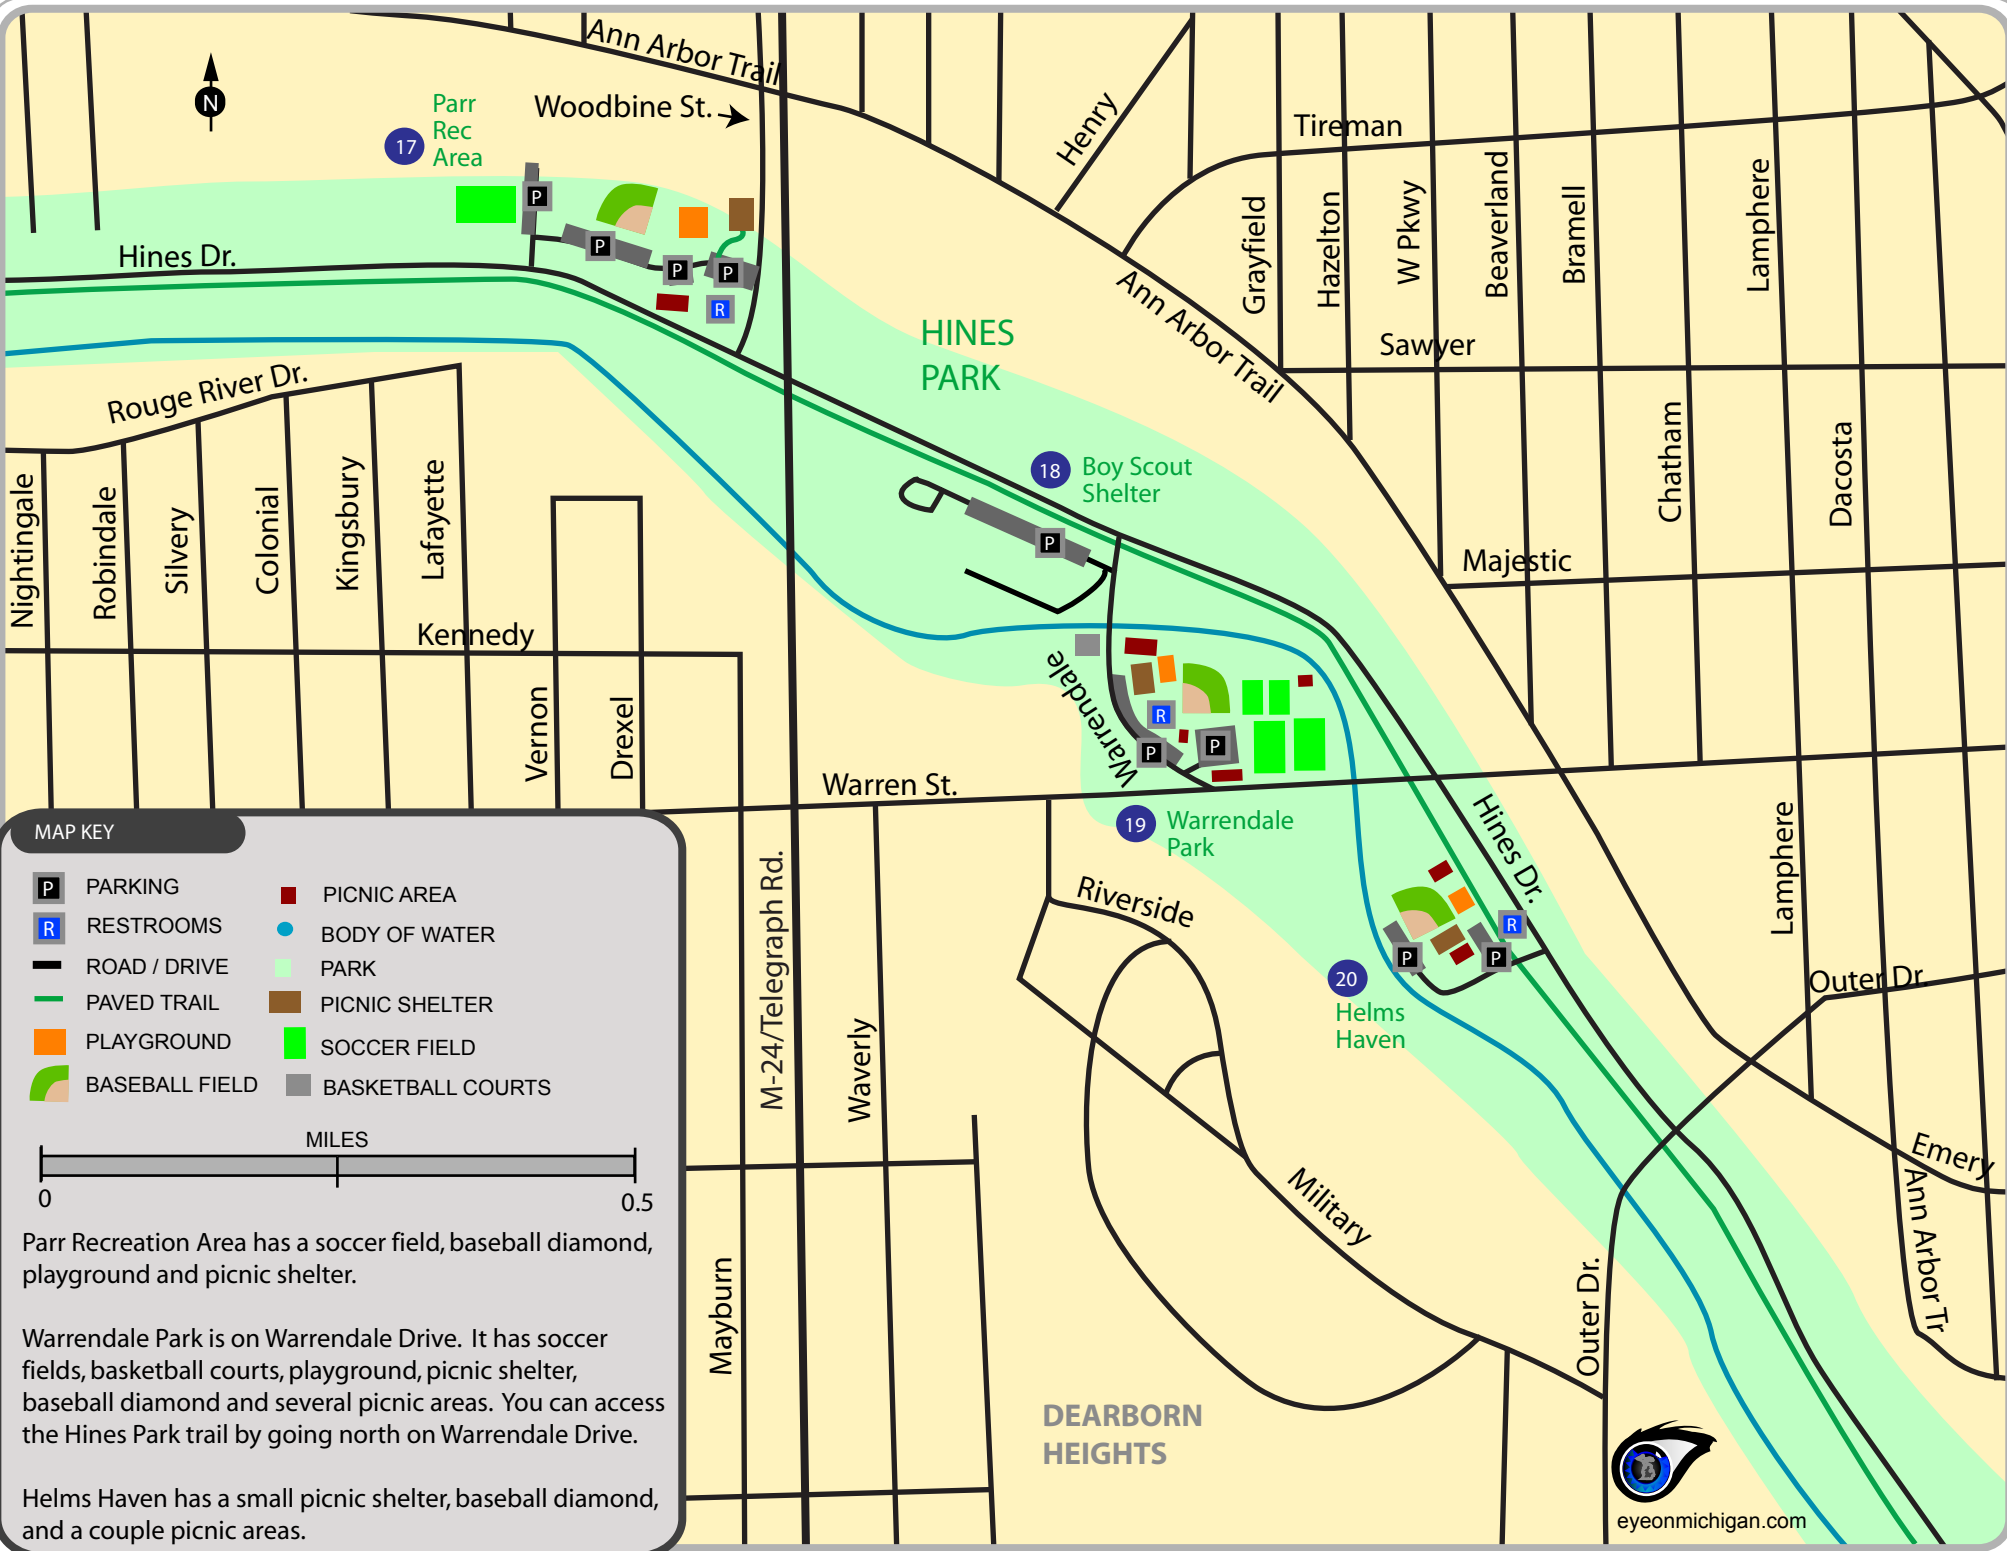 Ann Arbor Trail
Woodbine St.
N
Parr
Rec
Area
17
Henry
Tireman
P
P
P
P
R
Hines Dr.
HINES
PARK
Ann Arbor Trail
Grayfield
Hazelton
W Pkwy
Beaverland
Bramell
Lamphere
Sawyer
Rouge River Dr.
Nightingale
Robindale
Silvery
Colonial
Kingsbury
Lafayette
Kennedy
Vernon
Drexel
18
Boy Scout
Shelter
P
Chatham
Dacosta
Majestic
Warrendale
R
P
P
Warren St.
19
Warrendale
Park
Hines Dr.
Riverside
R
P
P
20
Helms
Haven
Lamphere
Outer Dr.
M-24/Telegraph Rd.
Waverly
Military
Emery
Ann Arbor Tr
Mayburn
Outer Dr.
DEARBORN
HEIGHTS
eyeonmichigan.com
MAP KEY
P PARKING
R RESTROOMS
ROAD / DRIVE
PAVED TRAIL
PLAYGROUND
BASEBALL FIELD
PICNIC AREA
BODY OF WATER
PARK
PICNIC SHELTER
SOCCER FIELD
BASKETBALL COURTS
MILES
0 0.5
Parr Recreation Area has a soccer field, baseball diamond,
playground and picnic shelter.
Warrendale Park is on Warrendale Drive. It has soccer
fields, basketball courts, playground, picnic shelter,
baseball diamond and several picnic areas. You can access
the Hines Park trail by going north on Warrendale Drive.
Helms Haven has a small picnic shelter, baseball diamond,
and a couple picnic areas.